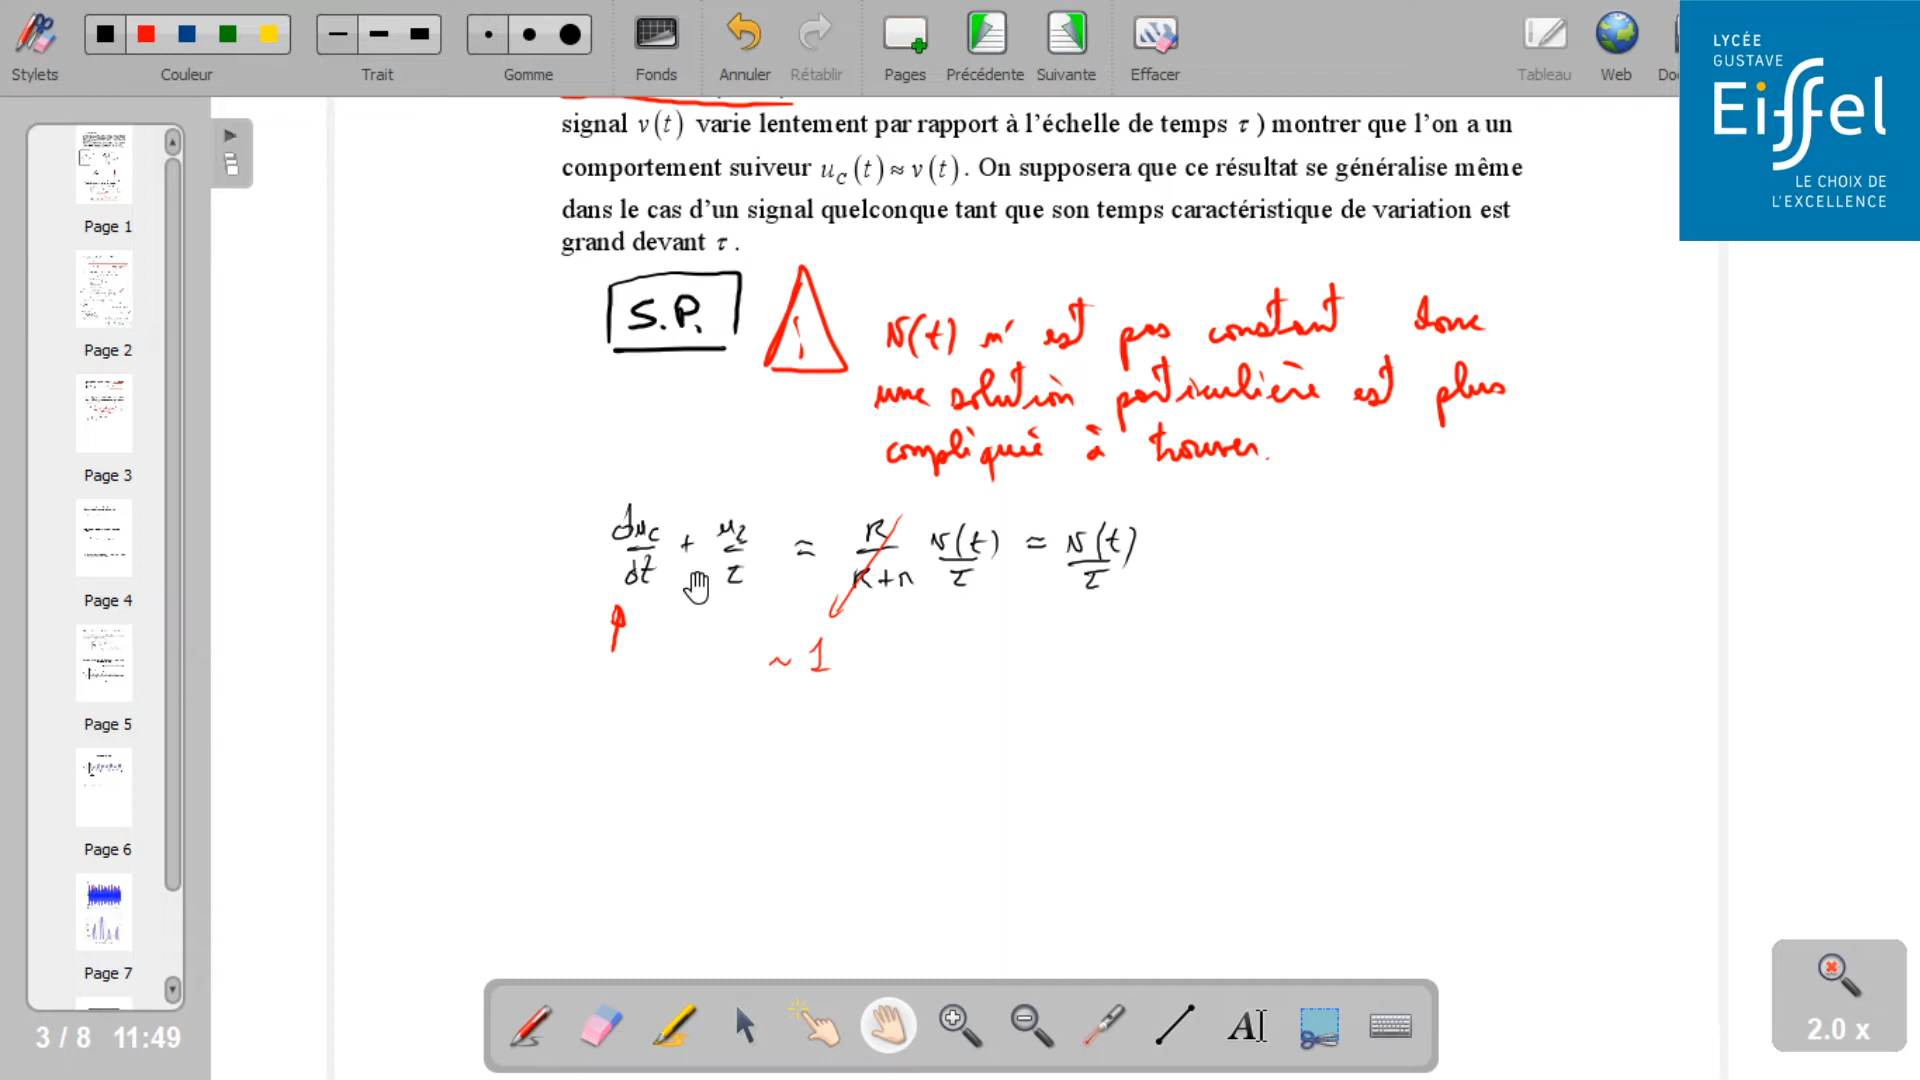 Stylets
Couleur
Trait
Gomme
Fonds
Annuler
Rétablir
Pages
Précédente
Suivante
Effacer
Tableau
Web
LYCÉE
GUSTAVE
Eiffel
LE CHOIX DE
L'EXCELLENCE
Page 1
Page 2
Page 3
Page 4
Page 5
Page 6
Page 7
3 / 8 11:49
signal v(t) varie lentement par rapport à l'échelle de temps τ ) montrer que l'on a un
comportement suiveur u_C(t) ≈ v(t). On supposera que ce résultat se généralise même
dans le cas d'un signal quelconque tant que son temps caractéristique de variation est
grand devant τ .
S.P.
!
v(t) n'est pas constant donc
une solution particulière est plus
compliquée à trouver.
du_c/dt + u_c/τ ≈ R/(R+r) v(t)/τ ≈ v(t)/τ
~ 1
AI
2.0 x